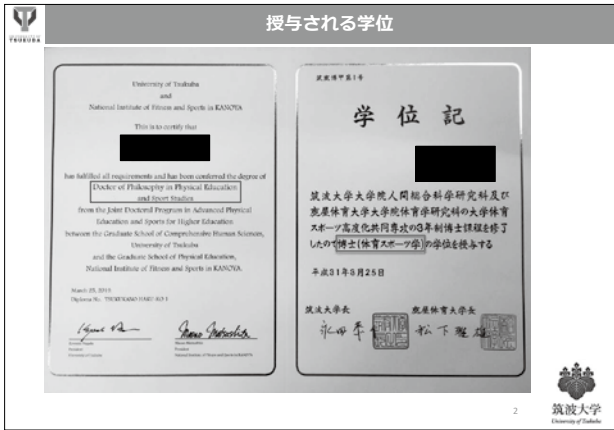 授与される学位
University of Tsukuba
and
National Institute of Fitness and Sports in KANOYA
This is to certify that
has fulfilled all requirements and has been conferred the degree of
Doctor of Philosophy in Physical Education
and Sport Studies
from the Joint Doctoral Program in Advanced Physical
Education and Sports for Higher Education
between the Graduate School of Comprehensive Human Sciences,
University of Tsukuba
and the Graduate School of Physical Education,
National Institute of Fitness and Sports in KANOYA.
President
President
学位記
筑波大学大学院人間総合科学研究科及び
鹿屋体育大学大学院体育学研究科の大学体育
スポーツ高度化共同専攻の3年制博士課程を修了
したので博士(体育スポーツ学)の学位を授与する
平成31年3月25日
筑波大学長
鹿屋体育大学長
2
筑波大学
University of Tsukuba